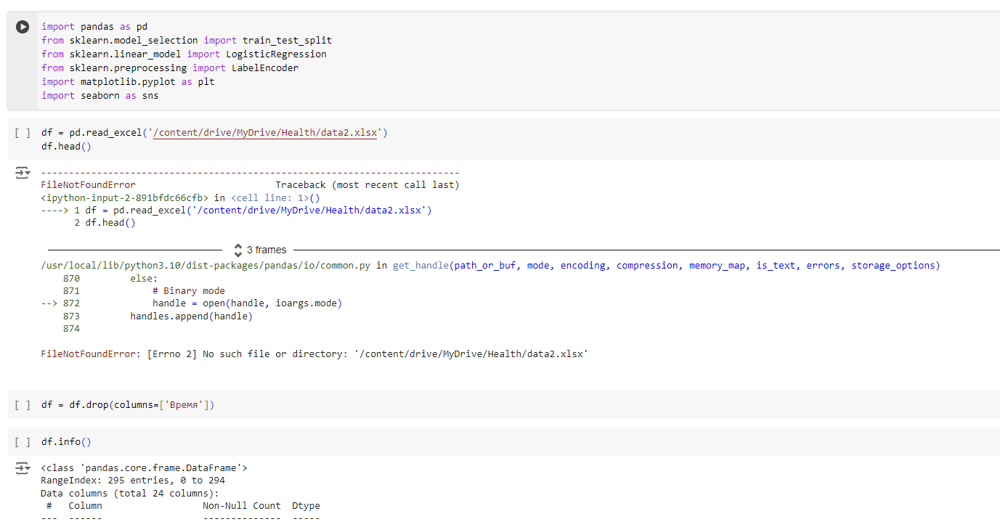 import pandas as pd
from sklearn.model_selection import train_test_split
from sklearn.linear_model import LogisticRegression
from sklearn.preprocessing import LabelEncoder
import matplotlib.pyplot as plt
import seaborn as sns
[ ] df = pd.read_excel('/content/drive/MyDrive/Health/data2.xlsx')
df.head()
---------------------------------------------------------------------------
FileNotFoundError                         Traceback (most recent call last)
<ipython-input-2-891bfdc66cfb> in <cell line: 1>()
----> 1 df = pd.read_excel('/content/drive/MyDrive/Health/data2.xlsx')
      2 df.head()
3 frames
/usr/local/lib/python3.10/dist-packages/pandas/io/common.py in get_handle(path_or_buf, mode, encoding, compression, memory_map, is_text, errors, storage_options)
    870         else:
    871             # Binary mode
--> 872             handle = open(handle, ioargs.mode)
    873         handles.append(handle)
    874
FileNotFoundError: [Errno 2] No such file or directory: '/content/drive/MyDrive/Health/data2.xlsx'
[ ] df = df.drop(columns=['Время'])
[ ] df.info()
<class 'pandas.core.frame.DataFrame'>
RangeIndex: 295 entries, 0 to 294
Data columns (total 24 columns):
 #   Column                  Non-Null Count  Dtype
---  ------                  --------------  -----